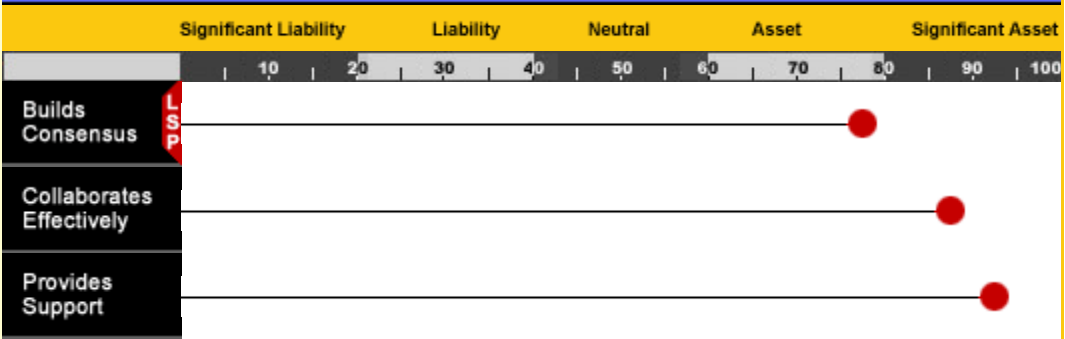 Significant Liability Liability Neutral Asset Significant Asset
10 20 30 40 50 60 70 80 90 100
Builds
Consensus
L
S
P
Collaborates
Effectively
Provides
Support